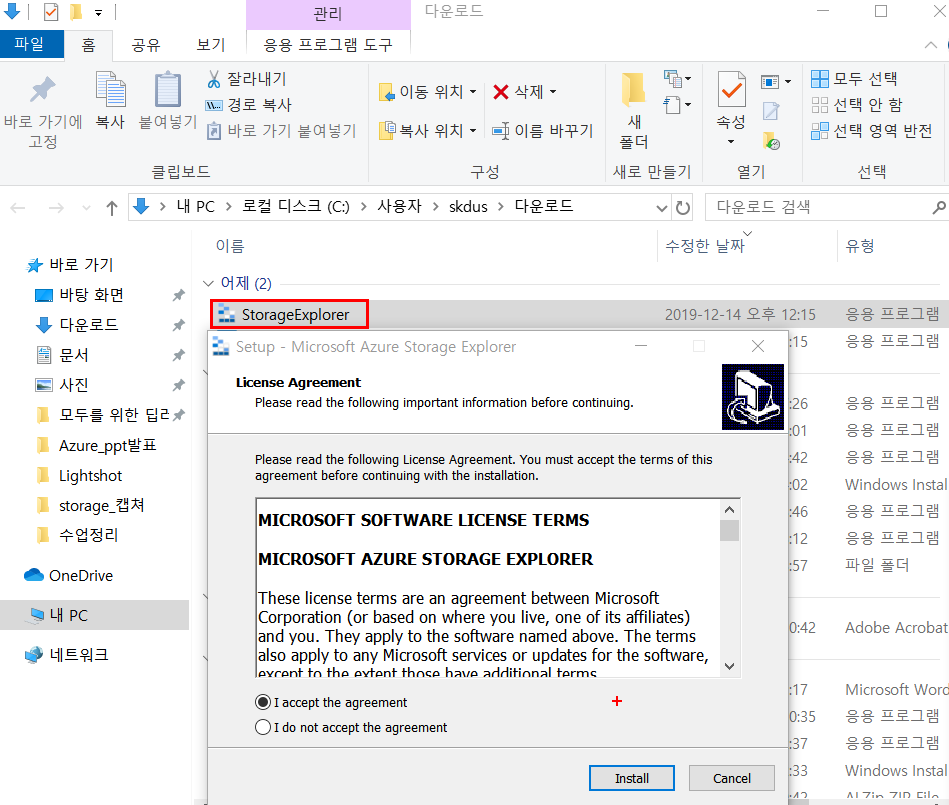 관리
다운로드
파일
홈
공유
보기
응용 프로그램 도구
바로 가기에
고정
복사
붙여넣기
잘라내기
경로 복사
바로 가기 붙여넣기
클립보드
이동 위치
복사 위치
삭제
이름 바꾸기
구성
새
폴더
새로 만들기
속성
열기
모두 선택
선택 안 함
선택 영역 반전
선택
내 PC
로컬 디스크 (C:)
사용자
skdus
다운로드
다운로드 검색
이름
수정한 날짜
유형
바로 가기
바탕 화면
다운로드
문서
사진
모두를 위한 딥러
Azure_ppt발표
Lightshot
storage_캡쳐
수업정리
OneDrive
내 PC
네트워크
어제 (2)
StorageExplorer
2019-12-14 오후 12:15
응용 프로그램
:15
응용 프로그램
:26
응용 프로그램
:01
응용 프로그램
:42
응용 프로그램
:02
Windows Instal
:46
응용 프로그램
:12
응용 프로그램
:57
파일 폴더
0:42
Adobe Acrobat
:17
Microsoft Word
0:35
응용 프로그램
:37
응용 프로그램
:33
Windows Instal
:42
ALZip ZIP File
Setup - Microsoft Azure Storage Explorer
License Agreement
Please read the following important information before continuing.
Please read the following License Agreement. You must accept the terms of this
agreement before continuing with the installation.
MICROSOFT SOFTWARE LICENSE TERMS
MICROSOFT AZURE STORAGE EXPLORER
These license terms are an agreement between Microsoft
Corporation (or based on where you live, one of its affiliates)
and you. They apply to the software named above. The terms
also apply to any Microsoft services or updates for the software,
except to the extent those have additional terms.
I accept the agreement
I do not accept the agreement
Install
Cancel